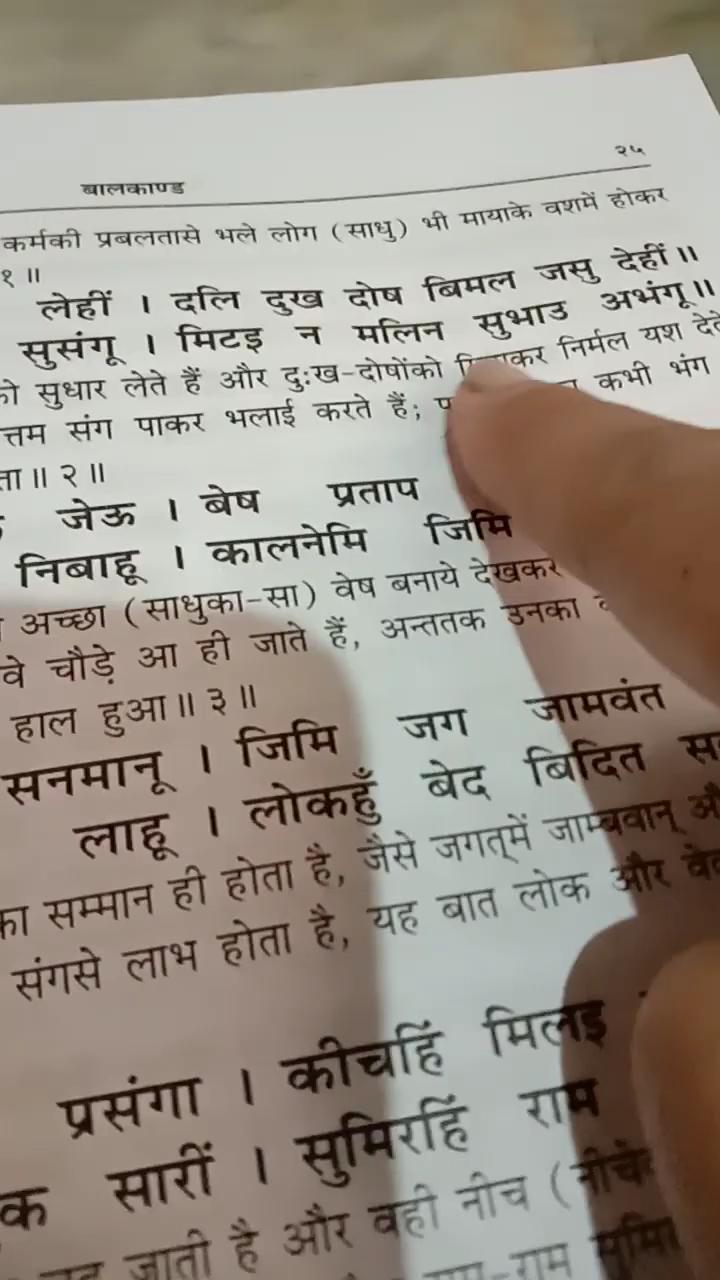 बालकाण्ड २५
कर्मकी प्रबलतासे भले लोग (साधु) भी मायाके वशमें होकर
१ ॥
लेहीं । दलि दुख दोष बिमल जसु देहीं ॥
सुसंगू । मिटइ न मलिन सुभाउ अभंगू ॥
सुधार लेते हैं और दुःख-दोषोंको निर्मल यश देते
संग पाकर भलाई करते हैं; कभी भंग
॥ २ ॥
जेऊ । बेष प्रताप
निबाहू । कालनेमि जिमि
अच्छा (साधुका-सा) वेष बनाये देखकर
वे चौड़े आ ही जाते हैं, अन्ततक उनका
हाल हुआ ॥ ३ ॥
सनमानू । जिमि जग जामवंत
लाहू । लोकहुँ बेद बिदित
का सम्मान ही होता है, जैसे जगत्‌में जाम्बवान्
संगसे लाभ होता है, यह बात लोक और
प्रसंगा । कीचहिं मिलइ
सारीं । सुमिरहिं राम
जाती है और वही नीच